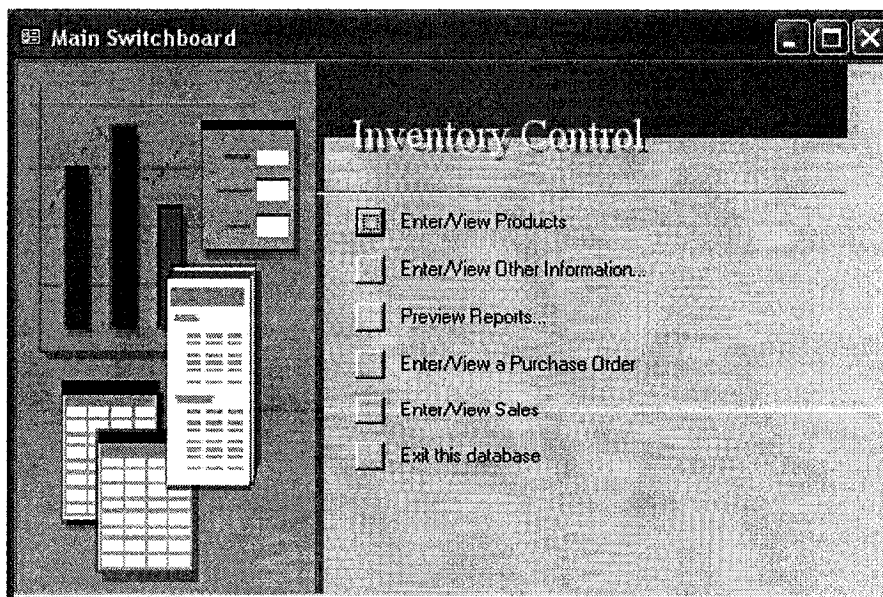 Main Switchboard
Inventory Control
Enter/View Products
Enter/View Other Information...
Preview Reports...
Enter/View a Purchase Order
Enter/View Sales
Exit this database